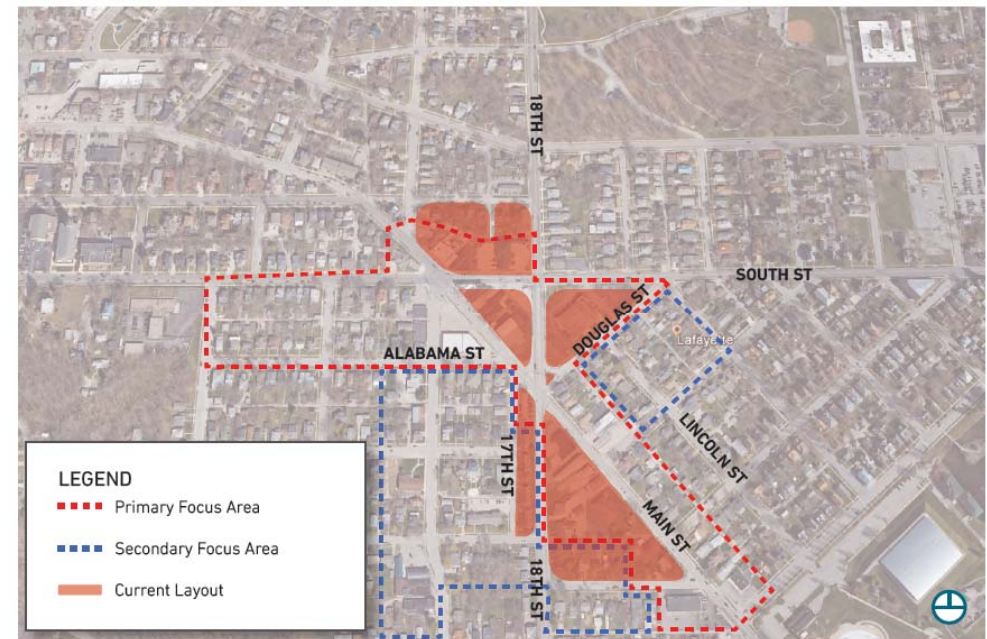 18TH ST
SOUTH ST
DOUGLAS ST
Lafayette
ALABAMA ST
LINCOLN ST
17TH ST
MAIN ST
18TH ST
LEGEND
Primary Focus Area
Secondary Focus Area
Current Layout